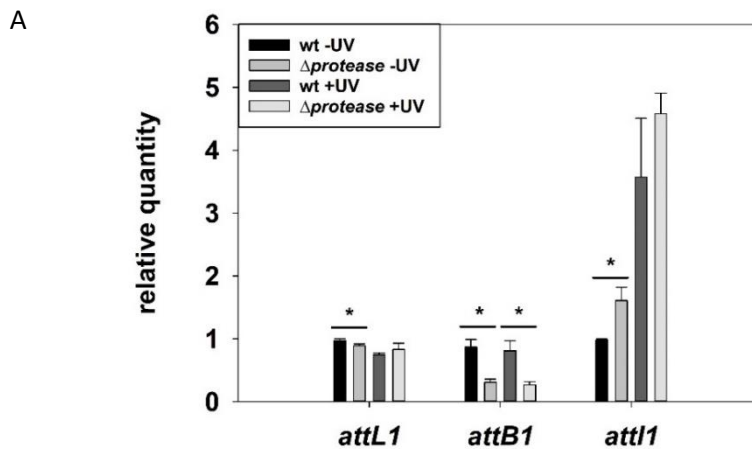 A
6
5
4
3
2
1
0
relative quantity
wt -UV
Δprotease -UV
wt +UV
Δprotease +UV
*
*
*
*
attL1
attB1
attI1